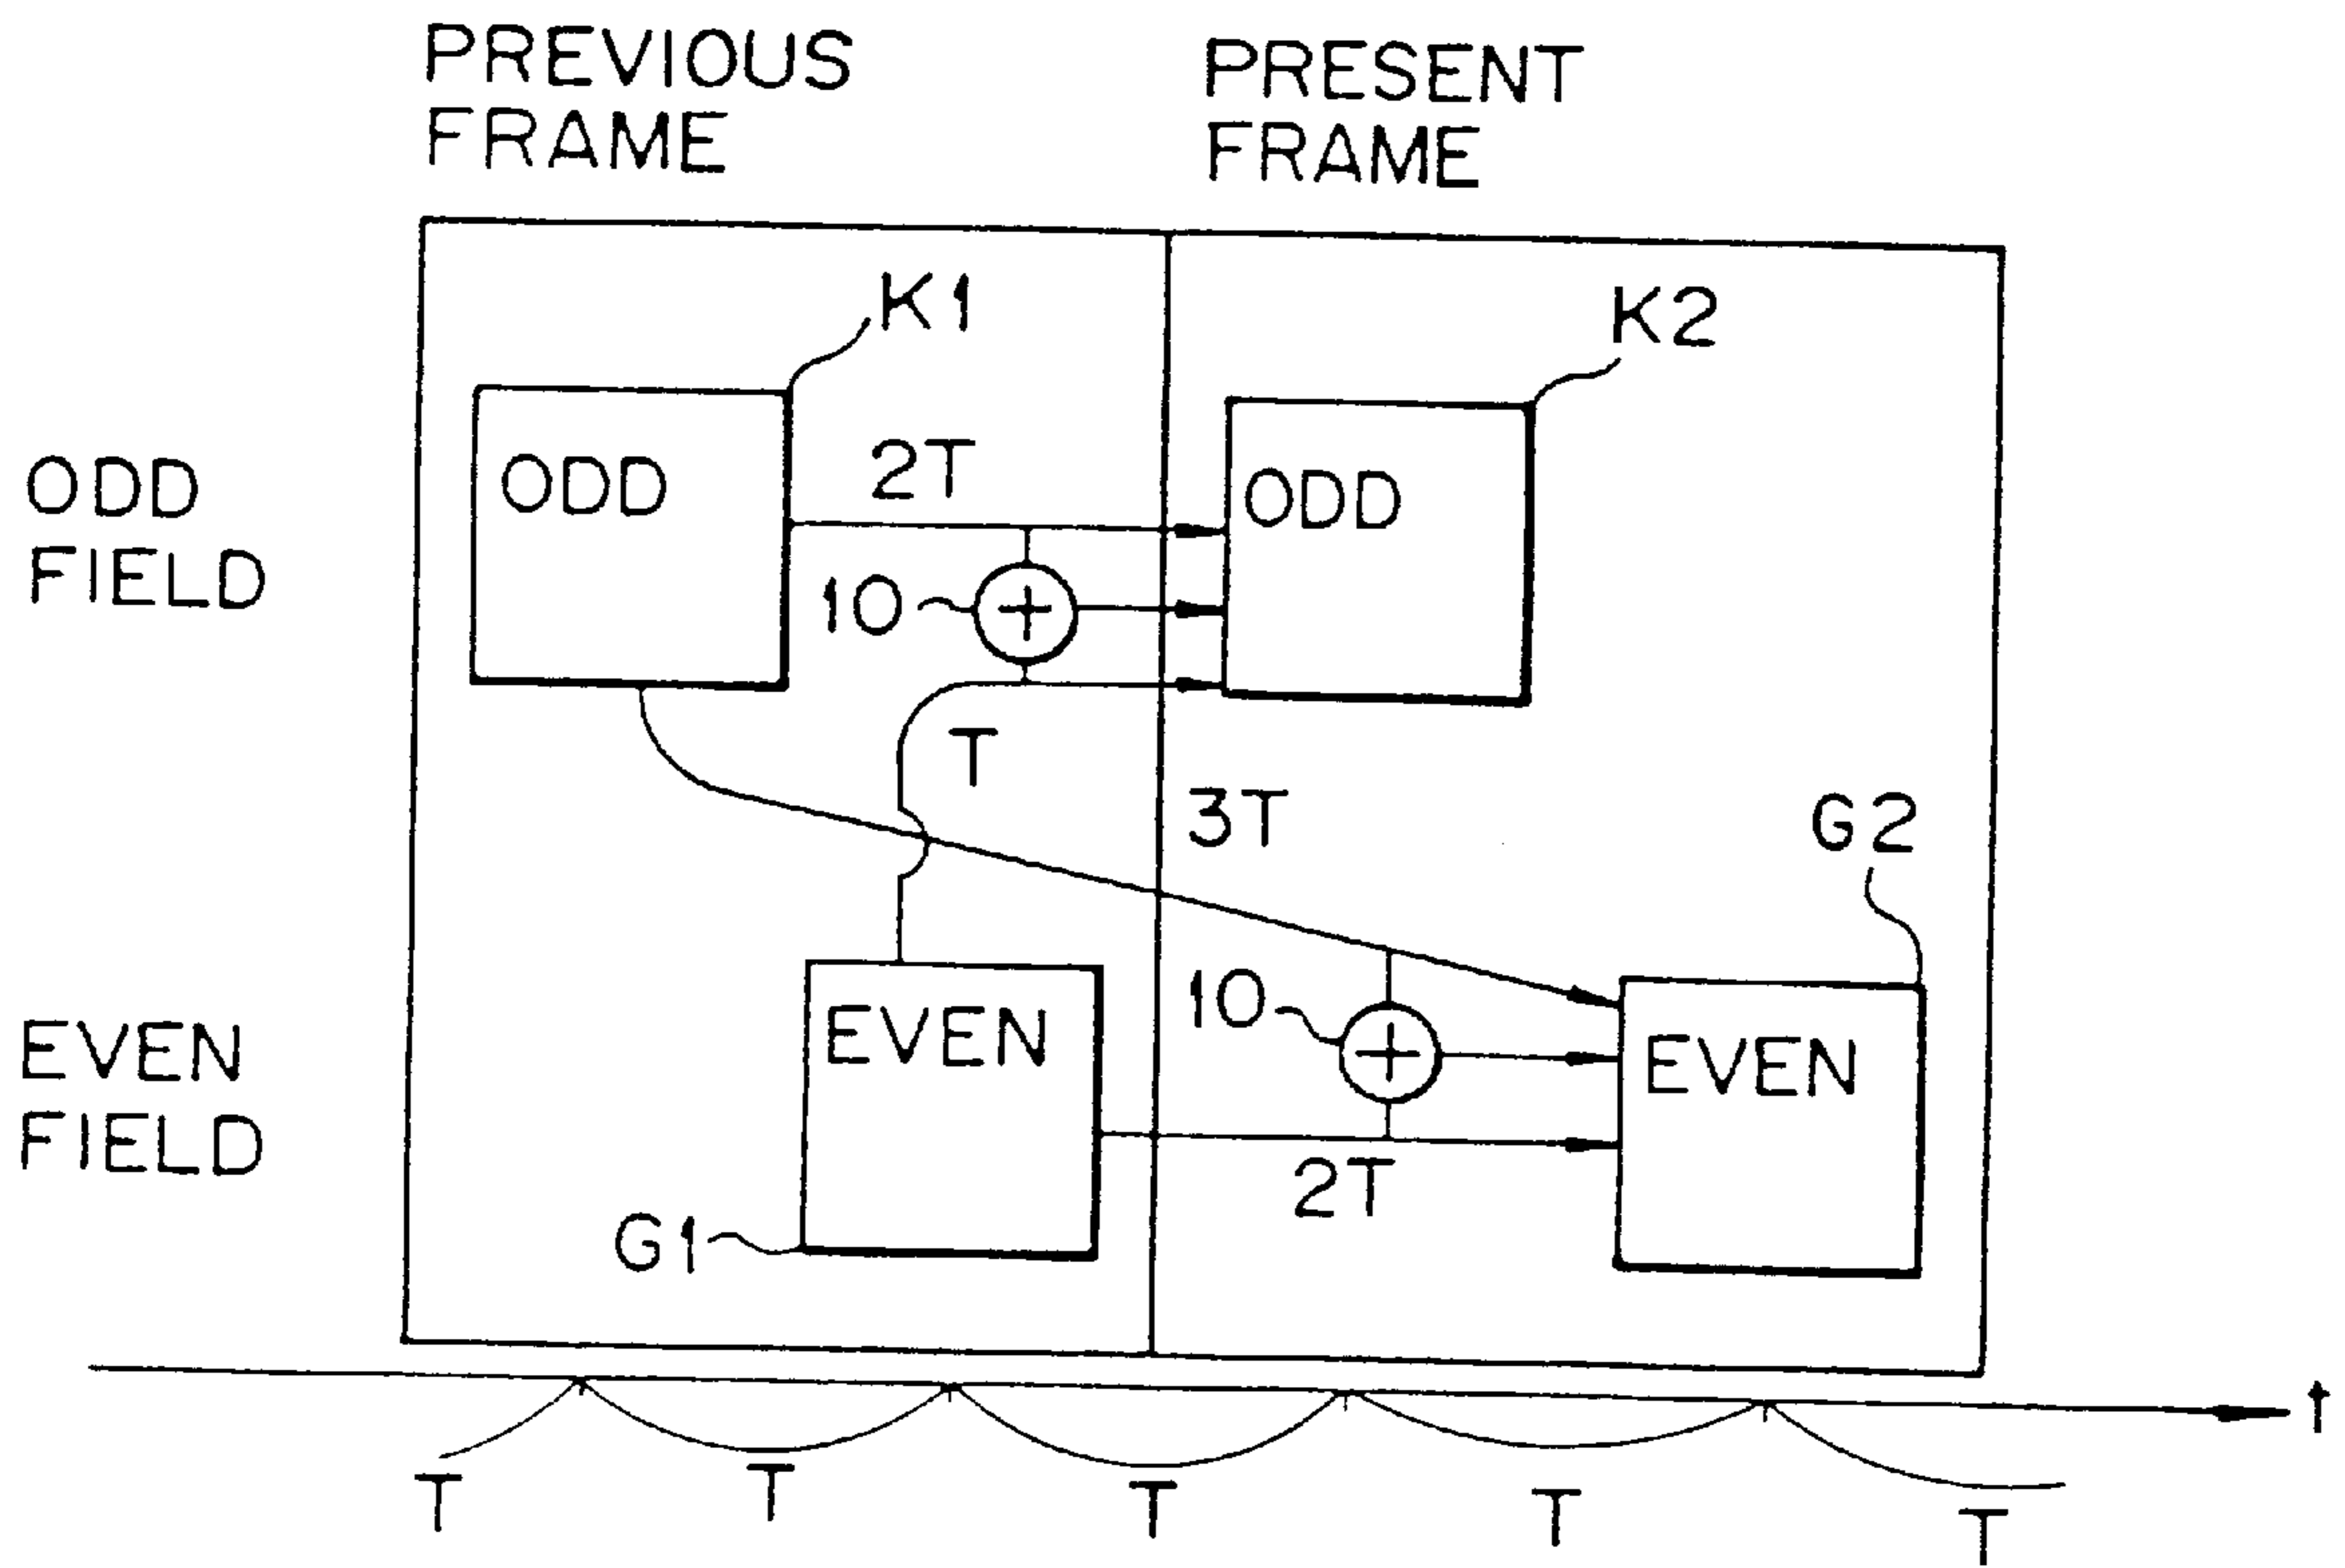 PREVIOUS
FRAME
PRESENT
FRAME
K1
K2
ODD
FIELD
ODD
2T
ODD
10
T
3T
G2
EVEN
FIELD
EVEN
10
EVEN
2T
G1
t
T
T
T
T
T